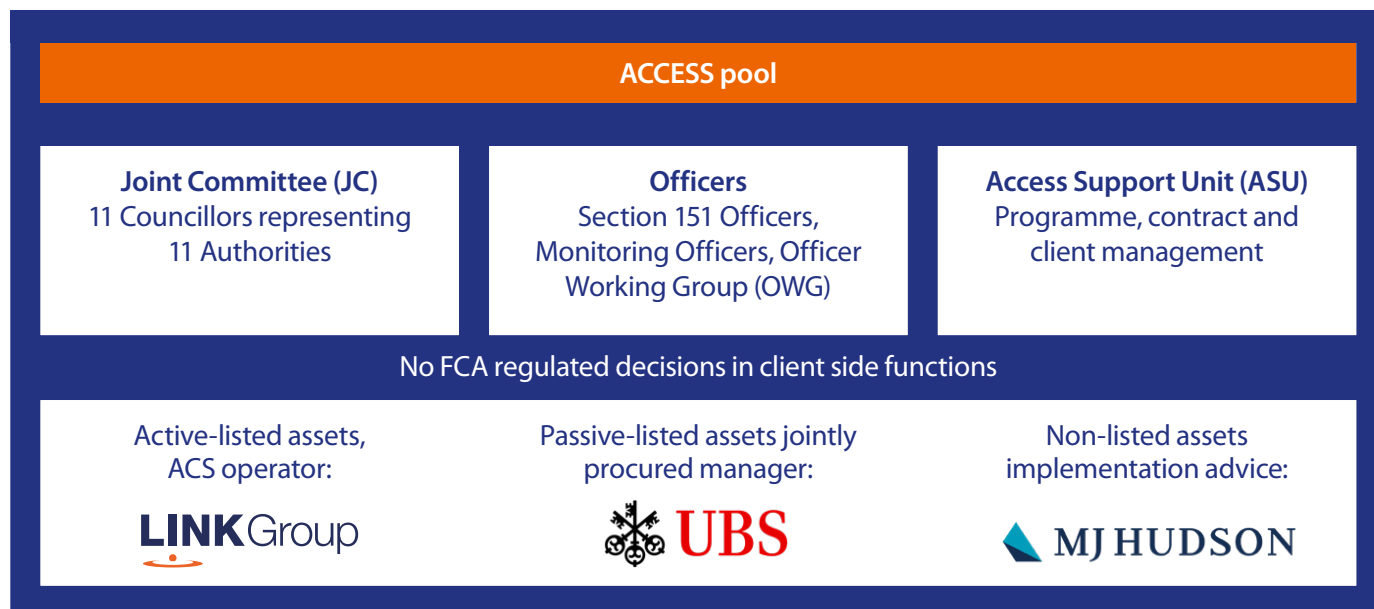 ACCESS pool
Joint Committee (JC)
11 Councillors representing
11 Authorities
Officers
Section 151 Officers,
Monitoring Officers, Officer
Working Group (OWG)
Access Support Unit (ASU)
Programme, contract and
client management
No FCA regulated decisions in client side functions
Active-listed assets,
ACS operator:
LINKGroup
Passive-listed assets jointly
procured manager:
UBS
Non-listed assets
implementation advice:
MJ HUDSON